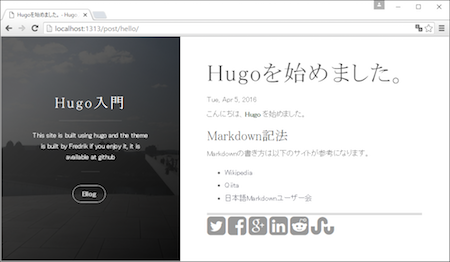 Hugoを始めました。 - Hug
localhost:1313/post/hello/
Hugo入門
This site is built using hugo and the theme
is built by Fredrik if you enjoy it, it is
available at github
Blog
Hugoを始めました。
Tue, Apr 5, 2016
こんにちは、Hugo を始めました。
Markdown記法
Markdownの書き方は以下のサイトが参考になります。
Wikipedia
Qiita
日本語Markdownユーザー会